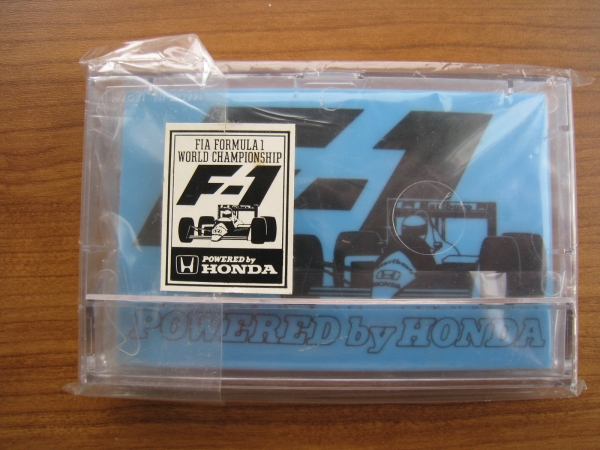 FIA FORMULA 1
WORLD CHAMPIONSHIP
F-1
POWERED by
HONDA
F-1
POWERED by HONDA